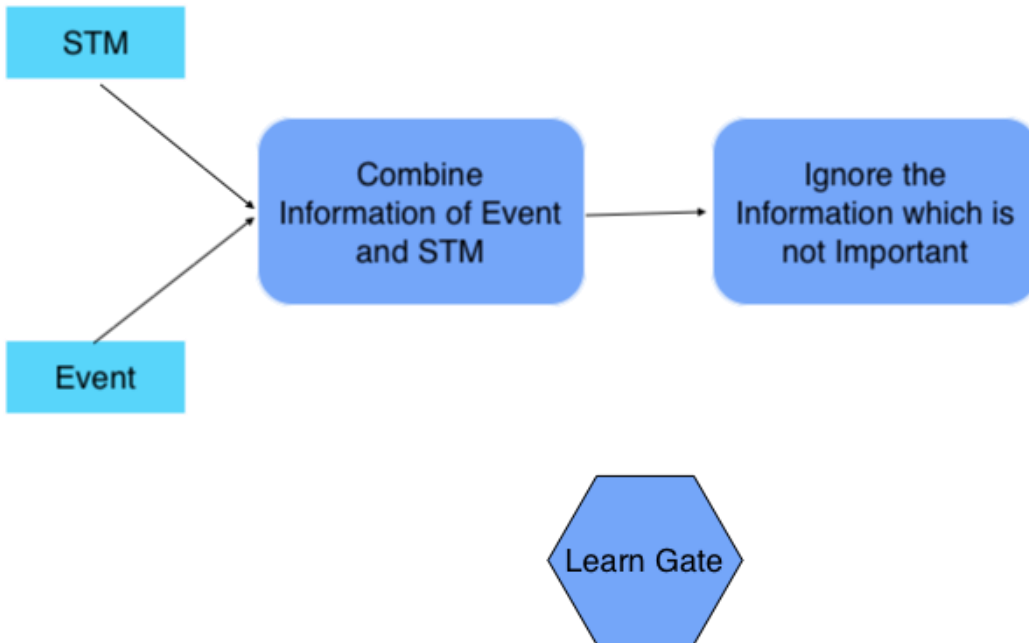 STM
Combine
Information of Event
and STM
Ignore the
Information which is
not Important
Event
Learn Gate